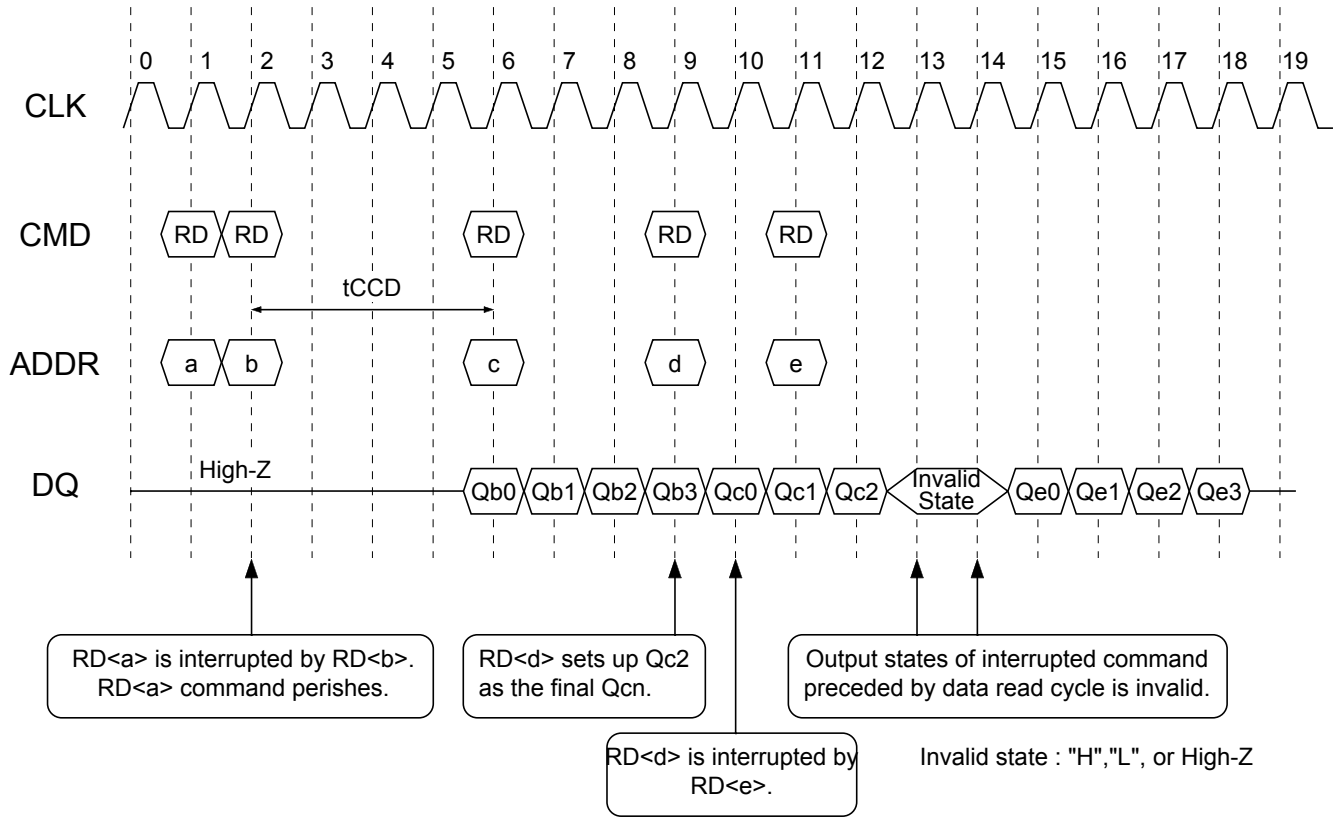 0 1 2 3 4 5 6 7 8 9 10 11 12 13 14 15 16 17 18 19
CLK
CMD RD RD RD RD RD
tCCD
ADDR a b c d e
High-Z
DQ Qb0 Qb1 Qb2 Qb3 Qc0 Qc1 Qc2 Invalid State Qe0 Qe1 Qe2 Qe3
RD<a> is interrupted by RD<b>.
RD<a> command perishes.
RD<d> sets up Qc2
as the final Qcn.
Output states of interrupted command
preceded by data read cycle is invalid.
RD<d> is interrupted by
RD<e>.
Invalid state : "H","L", or High-Z